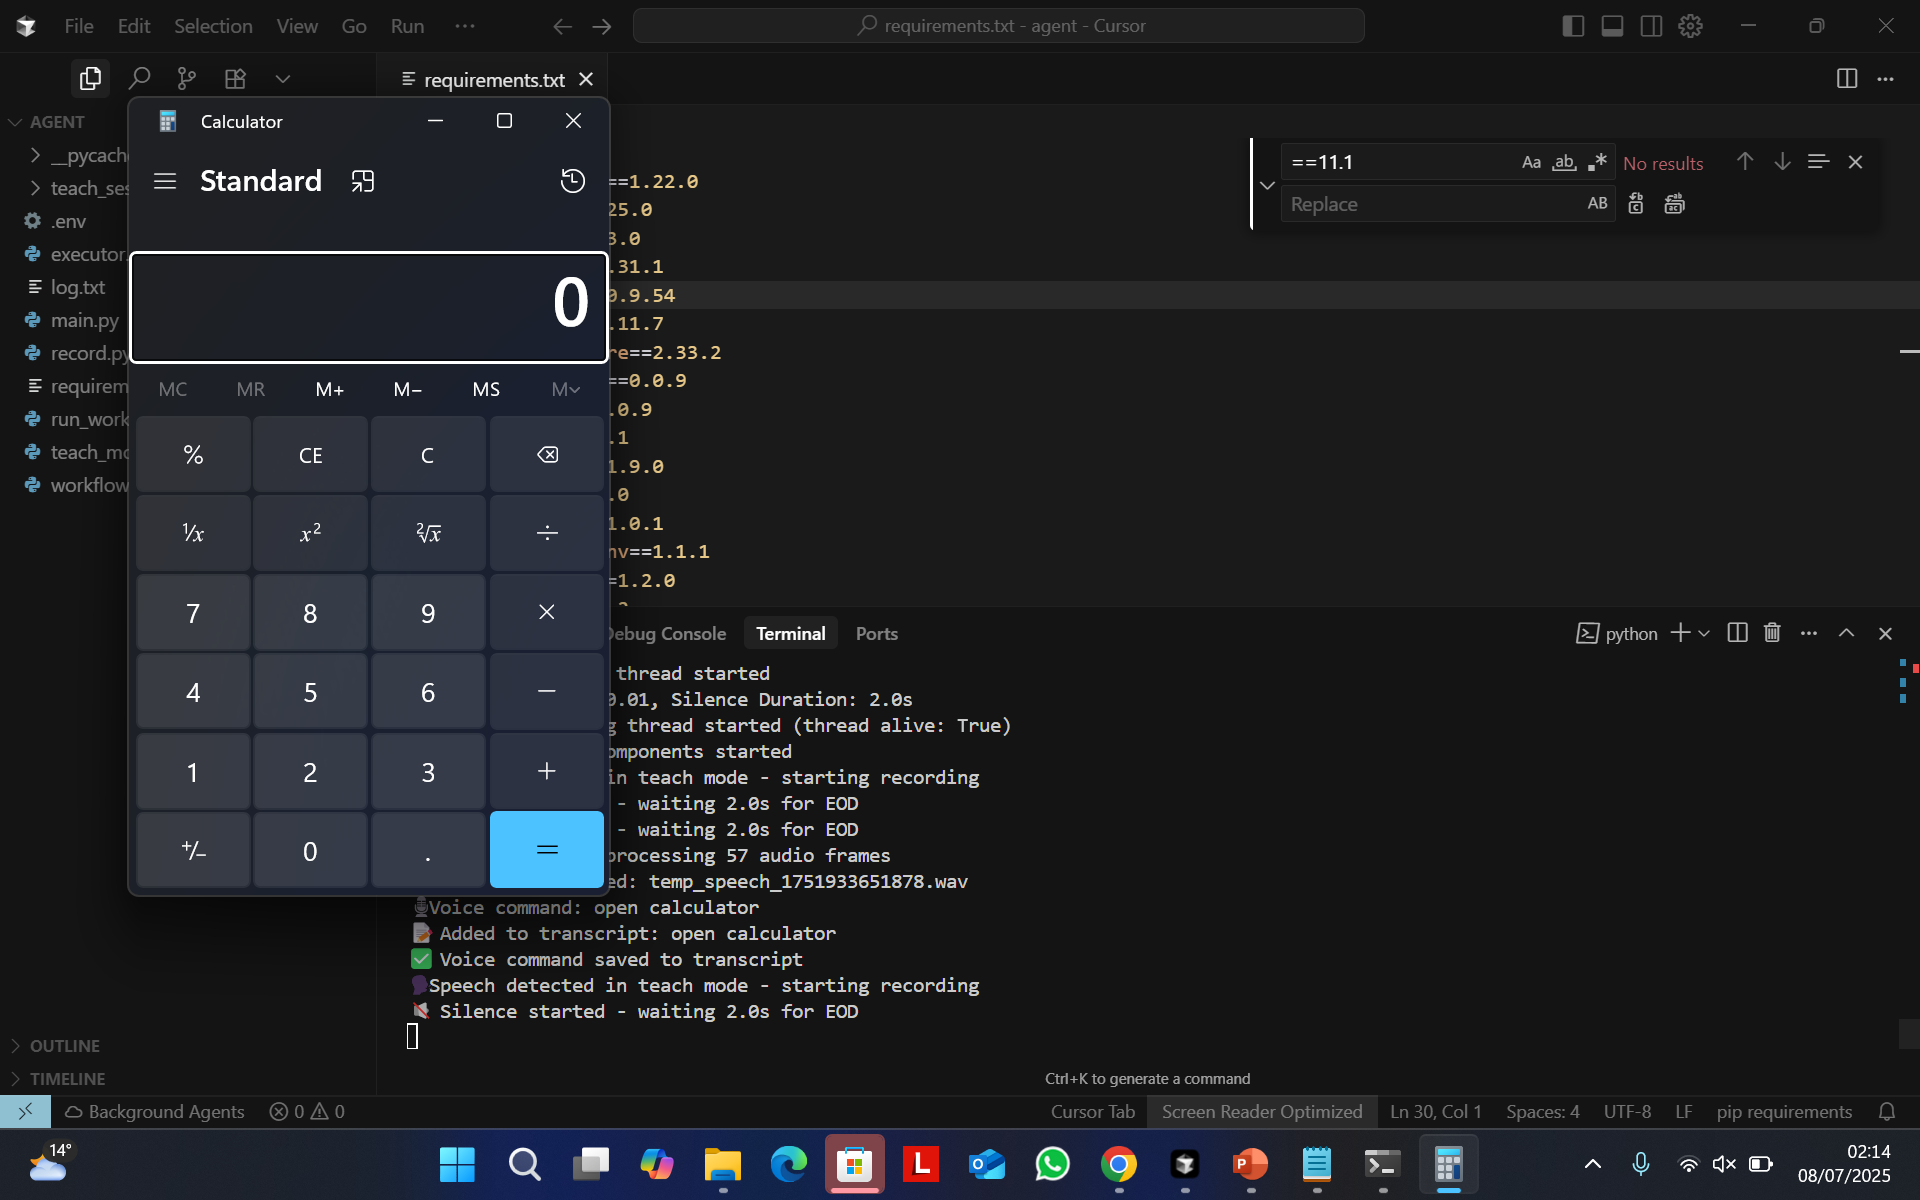 File Edit Selection View Go Run ··· requirements.txt - agent - Cursor
requirements.txt
AGENT
__pycach
teach_ses
.env
executor.
log.txt
main.py
record.py
requirem
run_work
teach_mo
workflow
OUTLINE
TIMELINE
Calculator
Standard
0
MC MR M+ M− MS M
% CE C
¹/x x² ²√x ÷
7 8 9 ×
4 5 6 −
1 2 3 +
+/− 0 . =
==1.22.0
25.0
3.0
.31.1
0.9.54
.11.7
re==2.33.2
==0.0.9
.0.9
.1
1.9.0
.0
1.0.1
nv==1.1.1
=1.2.0
==11.1 Aa ab .* No results
Replace AB
Debug Console Terminal Ports
python
thread started
0.01, Silence Duration: 2.0s
g thread started (thread alive: True)
omponents started
in teach mode - starting recording
- waiting 2.0s for EOD
- waiting 2.0s for EOD
processing 57 audio frames
ed: temp_speech_1751933651878.wav
Voice command: open calculator
Added to transcript: open calculator
Voice command saved to transcript
Speech detected in teach mode - starting recording
Silence started - waiting 2.0s for EOD
Ctrl+K to generate a command
Background Agents 0 0 Cursor Tab Screen Reader Optimized Ln 30, Col 1 Spaces: 4 UTF-8 LF pip requirements
14°
L
P
02:14
08/07/2025